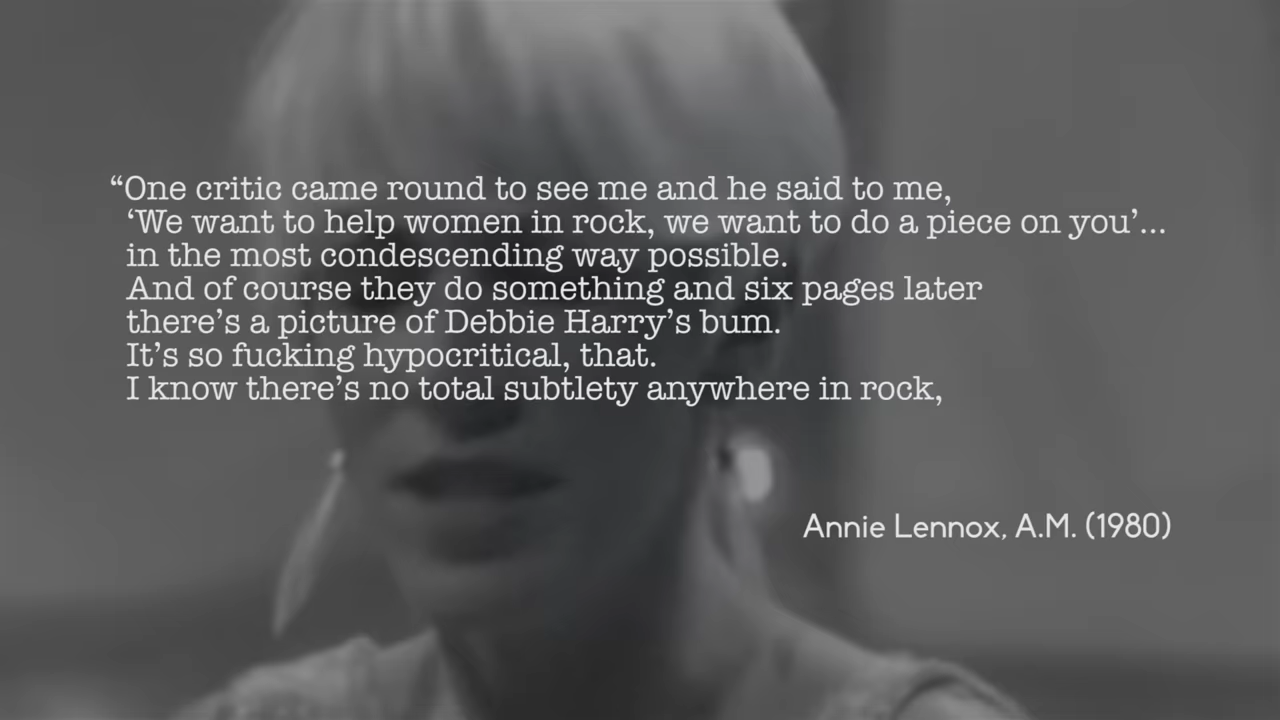 “One critic came round to see me and he said to me,
‘We want to help women in rock, we want to do a piece on you’...
in the most condescending way possible.
And of course they do something and six pages later
there’s a picture of Debbie Harry’s bum.
It’s so fucking hypocritical, that.
I know there’s no total subtlety anywhere in rock,
Annie Lennox, A.M. (1980)